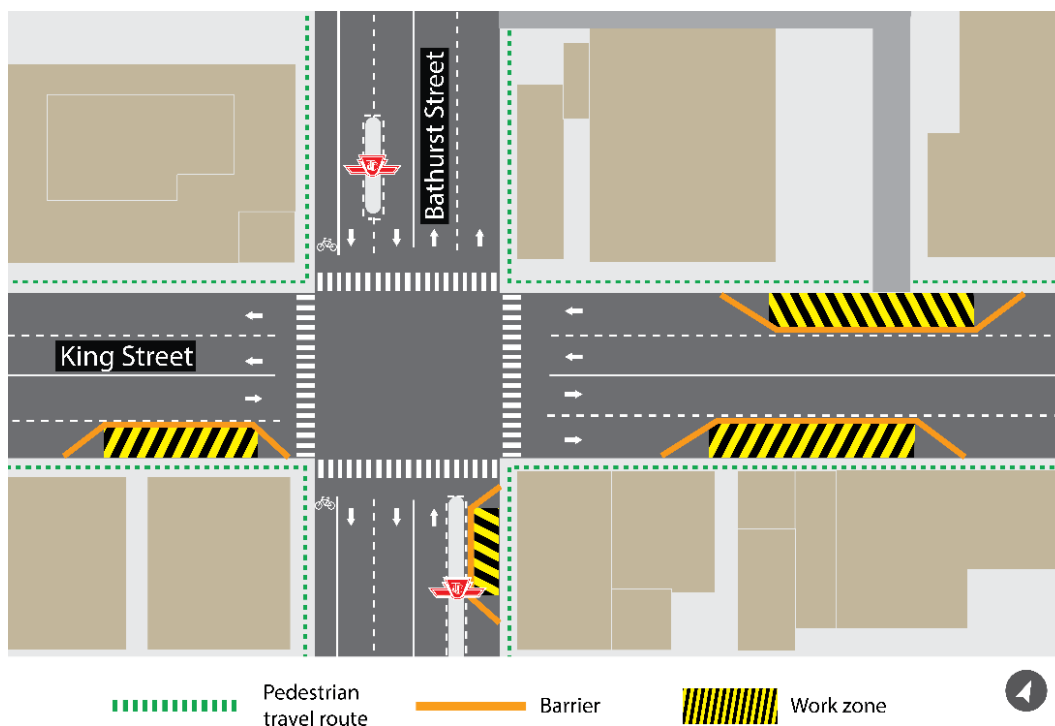 Bathurst Street
King Street
Pedestrian
travel route
Barrier
Work zone